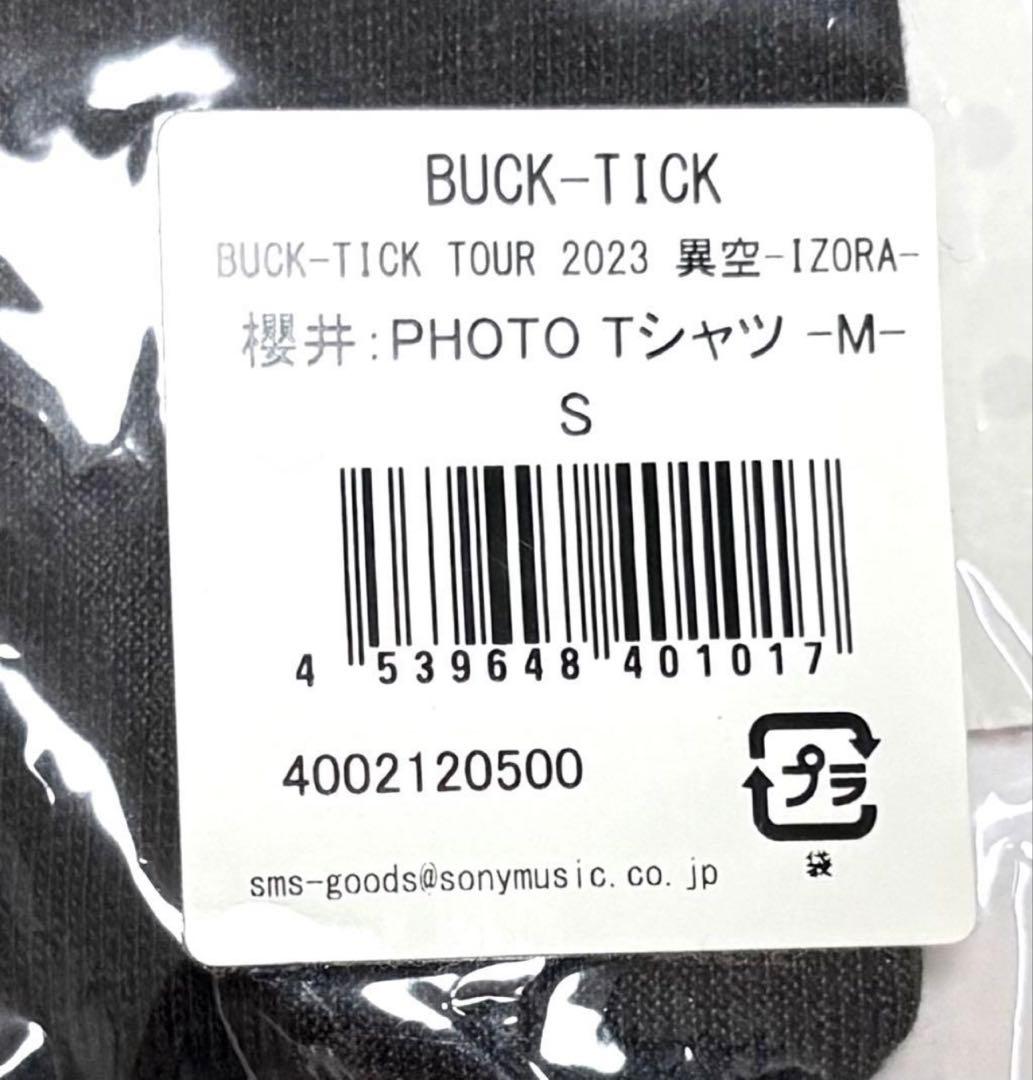 BUCK-TICK
BUCK-TICK TOUR 2023 異空-IZORA-
櫻井:PHOTO Tシャツ -M-
S
4 539648 401017
4002120500
プラ
袋
sms-goods@sonymusic.co.jp